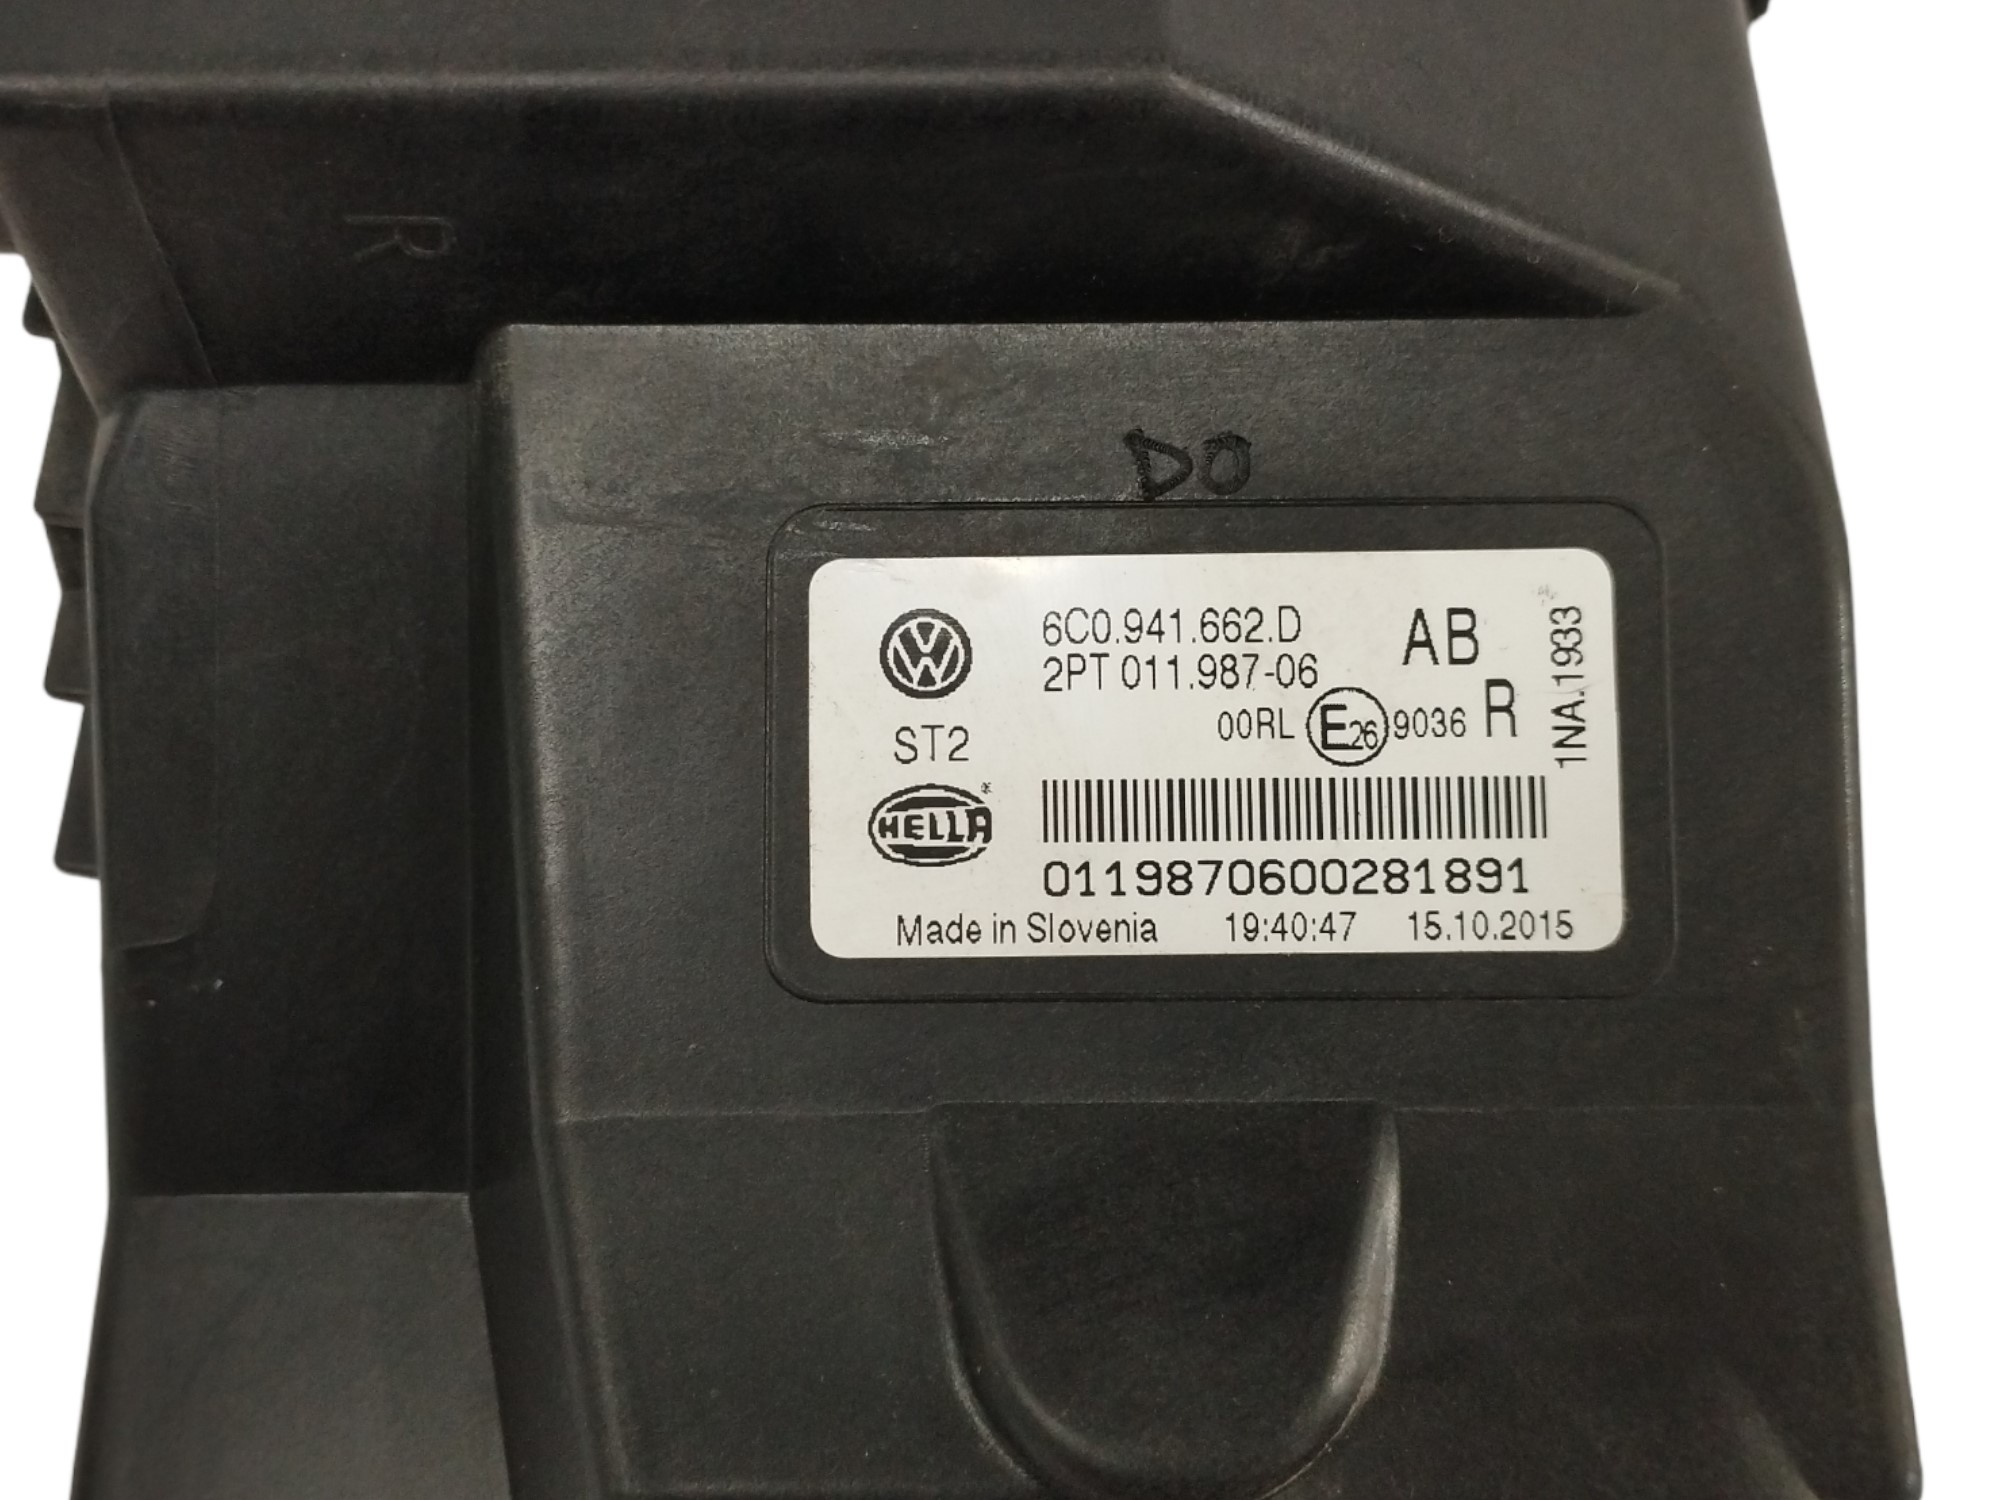 R
DO
6C0.941.662.D
2PT 011.987-06
AB
1NA.1933
00RL E26 9036 R
ST2
HELLA
0119870600281891
Made in Slovenia 19:40:47 15.10.2015